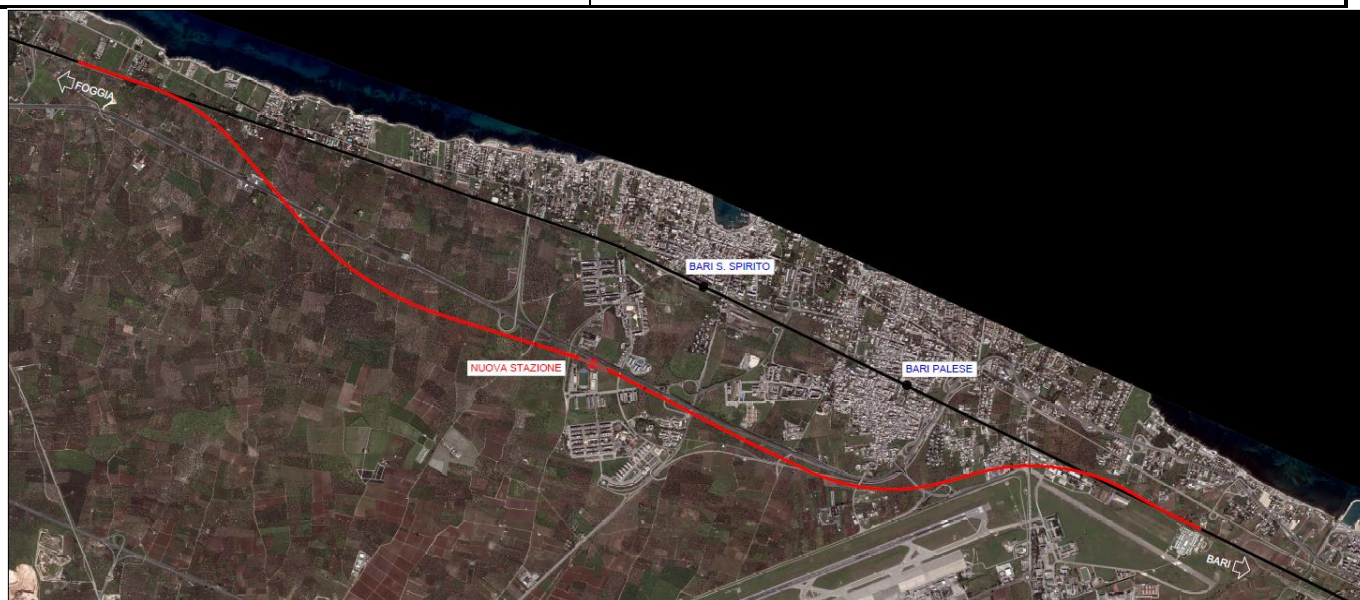 FOGGIA
BARI S. SPIRITO
NUOVA STAZIONE
BARI PALESE
BARI